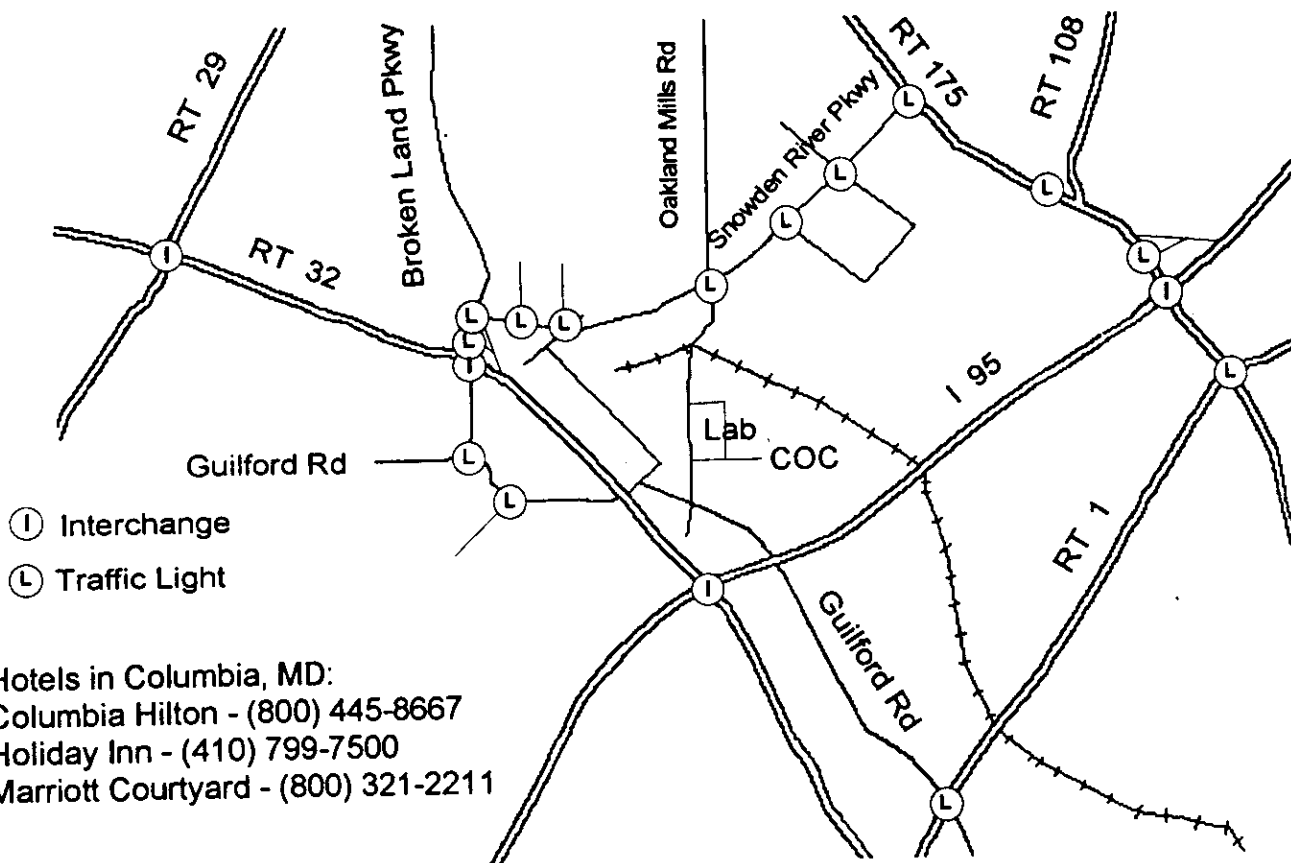 RT 29
Broken Land Pkwy
Oakland Mills Rd
Snowden River Pkwy
RT 175
RT 108
RT 32
I 95
Lab
COC
Guilford Rd
RT 1
Guilford Rd
I Interchange
L Traffic Light
Hotels in Columbia, MD:
Columbia Hilton - (800) 445-8667
Holiday Inn - (410) 799-7500
Marriott Courtyard - (800) 321-2211
I
I
I
I
L
L
L
L
L
L
L
L
L
L
L
L
L
L
I